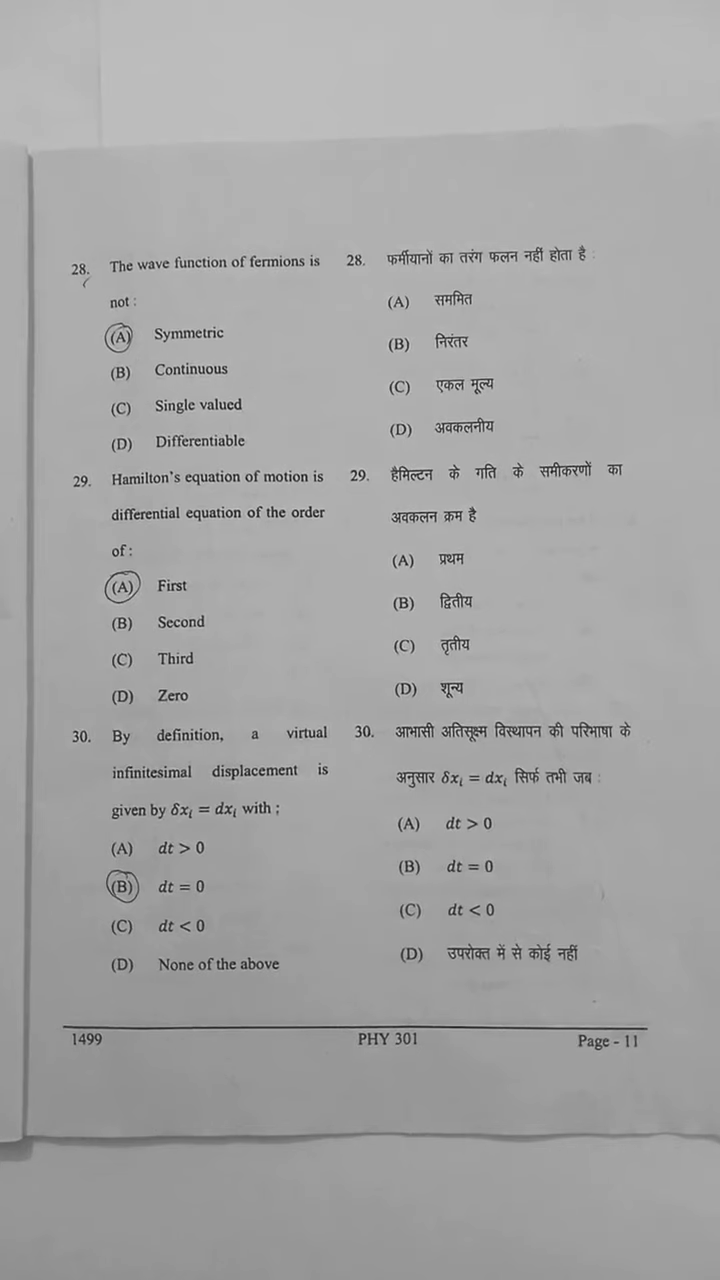 28. The wave function of fermions is
not :
(A) Symmetric
(B) Continuous
(C) Single valued
(D) Differentiable
29. Hamilton's equation of motion is
differential equation of the order
of :
(A) First
(B) Second
(C) Third
(D) Zero
30. By definition, a virtual
infinitesimal displacement is
given by δxᵢ = dxᵢ with ;
(A) dt > 0
(B) dt = 0
(C) dt < 0
(D) None of the above
28. फर्मीयानों का तरंग फलन नहीं होता है :
(A) सममित
(B) निरंतर
(C) एकल मूल्य
(D) अवकलनीय
29. हैमिल्टन के गति के समीकरणों का
अवकलन क्रम है
(A) प्रथम
(B) द्वितीय
(C) तृतीय
(D) शून्य
30. आभासी अतिसूक्ष्म विस्थापन की परिभाषा के
अनुसार δxᵢ = dxᵢ सिर्फ तभी जब :
(A) dt > 0
(B) dt = 0
(C) dt < 0
(D) उपरोक्त में से कोई नहीं
1499 PHY 301 Page - 11